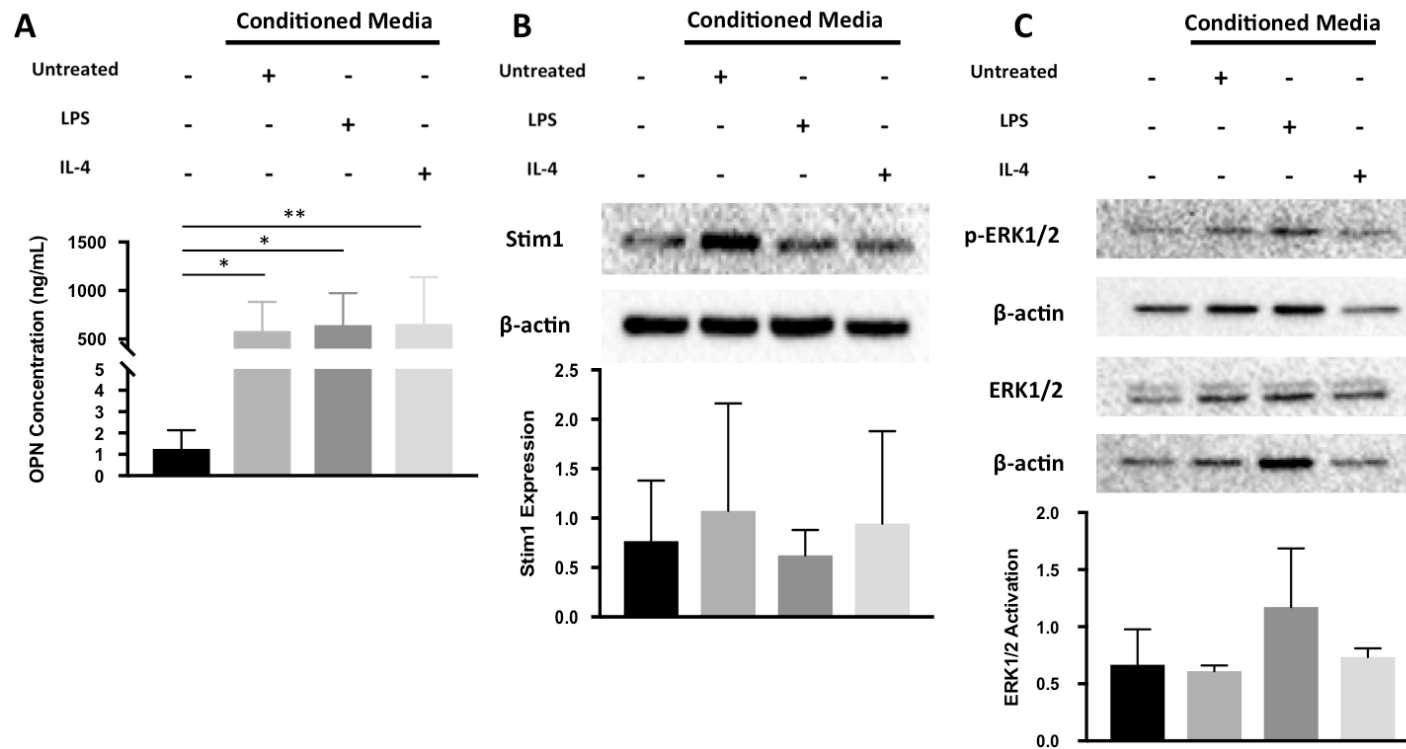 A
Conditioned Media
Untreated - + - -
LPS - - + -
IL-4 - - - +
**
*
*
OPN Concentration (ng/mL)
1500
1000
500
5
4
3
2
1
0
B
Conditioned Media
Untreated - + - -
LPS - - + -
IL-4 - - - +
Stim1
β-actin
Stim1 Expression
2.5
2.0
1.5
1.0
0.5
0.0
C
Conditioned Media
Untreated - + - -
LPS - - + -
IL-4 - - - +
p-ERK1/2
β-actin
ERK1/2
β-actin
ERK1/2 Activation
2.0
1.5
1.0
0.5
0.0